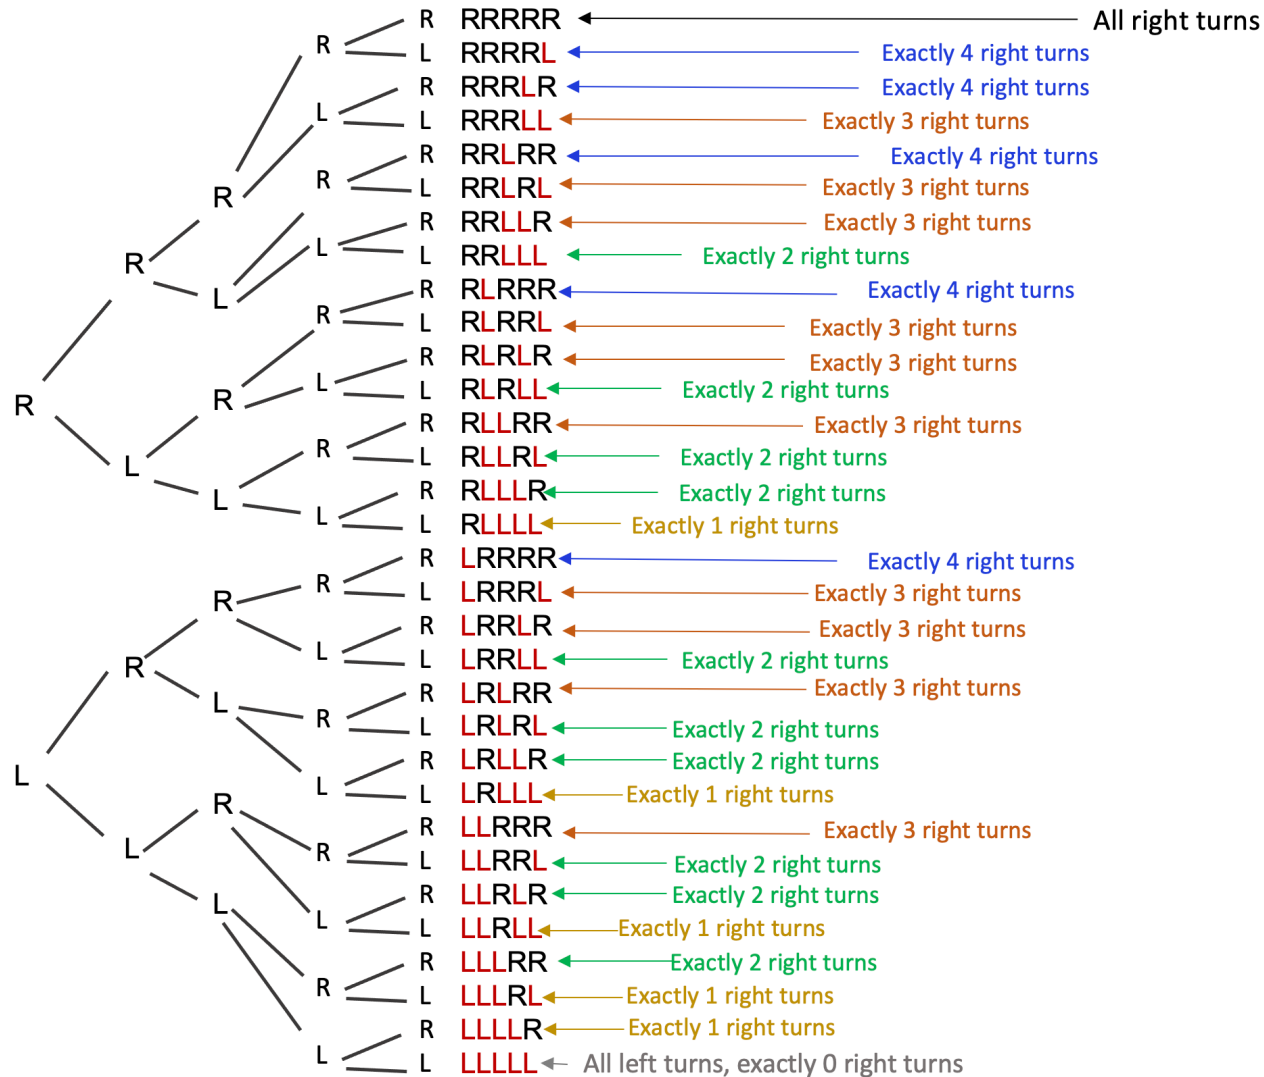 R RRRRR All right turns
R
L RRRRL Exactly 4 right turns
R RRRLR Exactly 4 right turns
L
L RRRLL Exactly 3 right turns
R RRLRR Exactly 4 right turns
R
R
L RRLRL Exactly 3 right turns
R RRLLR Exactly 3 right turns
L
L RRLLL Exactly 2 right turns
R
L
R RLRRR Exactly 4 right turns
R
L RLRRL Exactly 3 right turns
R RLRLR Exactly 3 right turns
L
L RLRLL Exactly 2 right turns
R
R
R RLLRR Exactly 3 right turns
R
L RLLRL Exactly 2 right turns
L
R RLLLR Exactly 2 right turns
L
L
L RLLLL Exactly 1 right turns
R LRRRR Exactly 4 right turns
R
L LRRRL Exactly 3 right turns
R
R LRRLR Exactly 3 right turns
L
L LRRLL Exactly 2 right turns
R
R LRLRR Exactly 3 right turns
L
R
L LRLRL Exactly 2 right turns
R LRLLR Exactly 2 right turns
L
L
L LRLLL Exactly 1 right turns
R
R LLRRR Exactly 3 right turns
L
R
L LLRRL Exactly 2 right turns
R LLRLR Exactly 2 right turns
L
L
L LLRLL Exactly 1 right turns
R LLLRR Exactly 2 right turns
R
L LLLRL Exactly 1 right turns
R LLLLR Exactly 1 right turns
L
L LLLLL All left turns, exactly 0 right turns